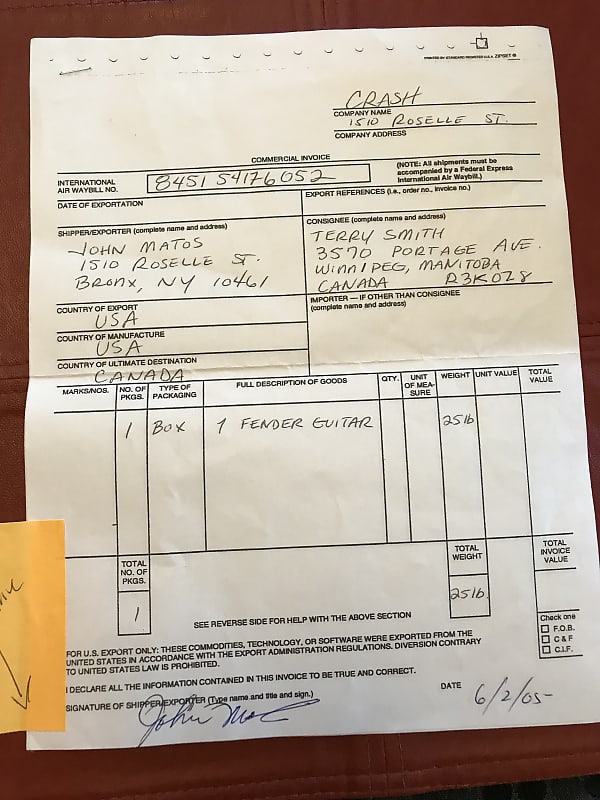 CRASH
COMPANY NAME
1510 ROSELLE ST.
COMPANY ADDRESS
COMMERCIAL INVOICE
INTERNATIONAL
AIR WAYBILL NO.
8451 5417 6052
(NOTE: All shipments must be
accompanied by a Federal Express
International Air Waybill.)
DATE OF EXPORTATION
EXPORT REFERENCES (i.e., order no., invoice no.)
SHIPPER/EXPORTER (complete name and address)
JOHN MATOS
1510 ROSELLE ST.
BRONX, NY 10461
CONSIGNEE (complete name and address)
TERRY SMITH
3570 PORTAGE AVE.
WINNIPEG, MANITOBA
CANADA R3K0Z8
COUNTRY OF EXPORT
USA
IMPORTER — IF OTHER THAN CONSIGNEE
(complete name and address)
COUNTRY OF MANUFACTURE
USA
COUNTRY OF ULTIMATE DESTINATION
CANADA
MARKS/NOS. NO. OF PKGS. TYPE OF PACKAGING FULL DESCRIPTION OF GOODS QTY. UNIT OF MEA-SURE WEIGHT UNIT VALUE TOTAL VALUE
1 BOX 1 FENDER GUITAR 25lb
TOTAL NO. OF PKGS. TOTAL WEIGHT TOTAL INVOICE VALUE
1 25lb.
SEE REVERSE SIDE FOR HELP WITH THE ABOVE SECTION
Check one
F.O.B.
C & F
C.I.F.
FOR U.S. EXPORT ONLY: THESE COMMODITIES, TECHNOLOGY, OR SOFTWARE WERE EXPORTED FROM THE
UNITED STATES IN ACCORDANCE WITH THE EXPORT ADMINISTRATION REGULATIONS. DIVERSION CONTRARY
TO UNITED STATES LAW IS PROHIBITED.
I DECLARE ALL THE INFORMATION CONTAINED IN THIS INVOICE TO BE TRUE AND CORRECT.
SIGNATURE OF SHIPPER/EXPORTER (Type name and title and sign.)
John
DATE 6/2/05